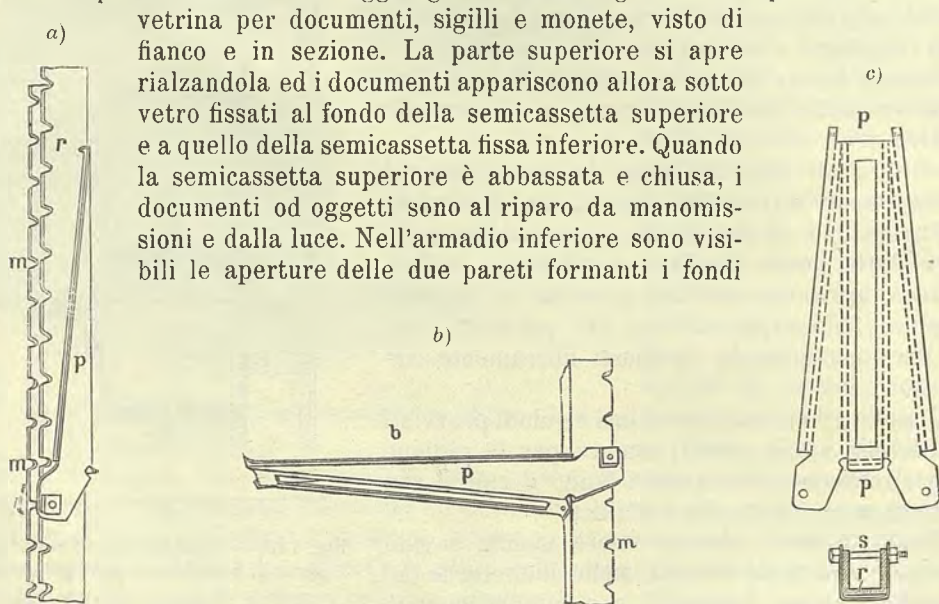 vetrina per documenti, sigilli e monete, visto di
fianco e in sezione. La parte superiore si apre
rialzandola ed i documenti appariscono allora sotto
vetro fissati al fondo della semicassetta superiore
e a quello della semicassetta fissa inferiore. Quando
la semicassetta superiore è abbassata e chiusa, i
documenti od oggetti sono al riparo da manomis-
sioni e dalla luce. Nell'armadio inferiore sono visi-
bili le aperture delle due pareti formanti i fondi
a)
r
m
p
m
b)
b
p
m
c)
p
p
s
r